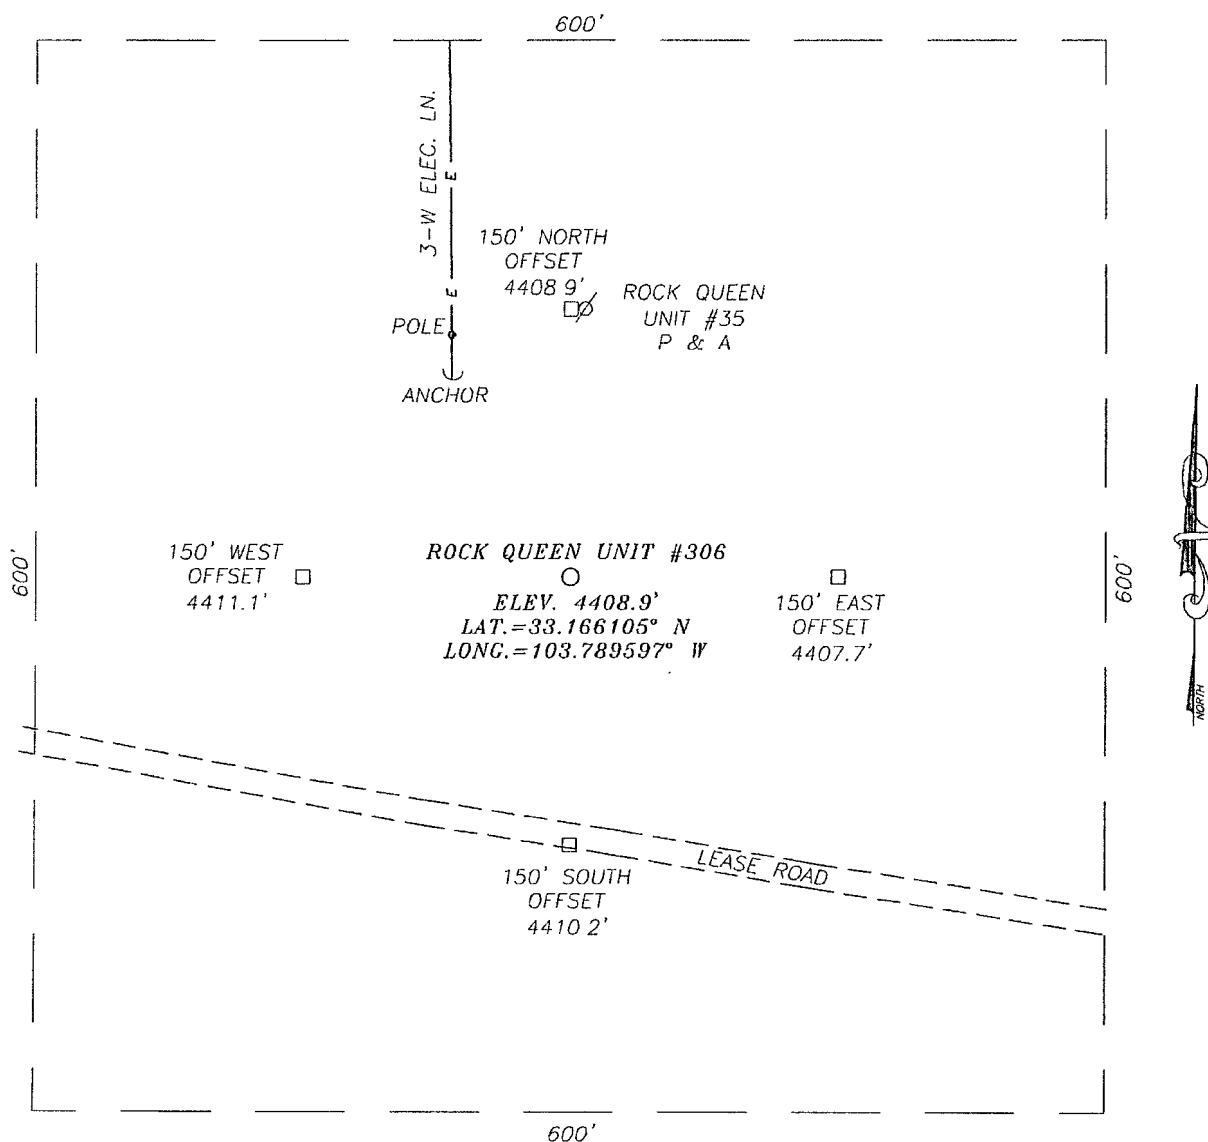 600'
3-W ELEC. LN.
E
E
150' NORTH
OFFSET
4408 9'
ROCK QUEEN
UNIT #35
P & A
POLE
ANCHOR
600'
150' WEST
OFFSET
4411.1'
ROCK QUEEN UNIT #306
ELEV. 4408.9'
LAT.=33.166105° N
LONG.=103.789597° W
150' EAST
OFFSET
4407.7'
600'
NORTH
LEASE ROAD
150' SOUTH
OFFSET
4410 2'
600'